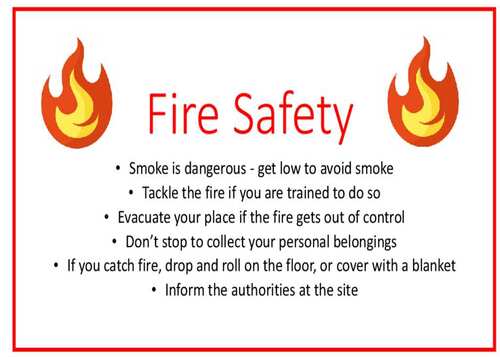 Fire Safety
• Smoke is dangerous - get low to avoid smoke
• Tackle the fire if you are trained to do so
• Evacuate your place if the fire gets out of control
• Don’t stop to collect your personal belongings
• If you catch fire, drop and roll on the floor, or cover with a blanket
• Inform the authorities at the site